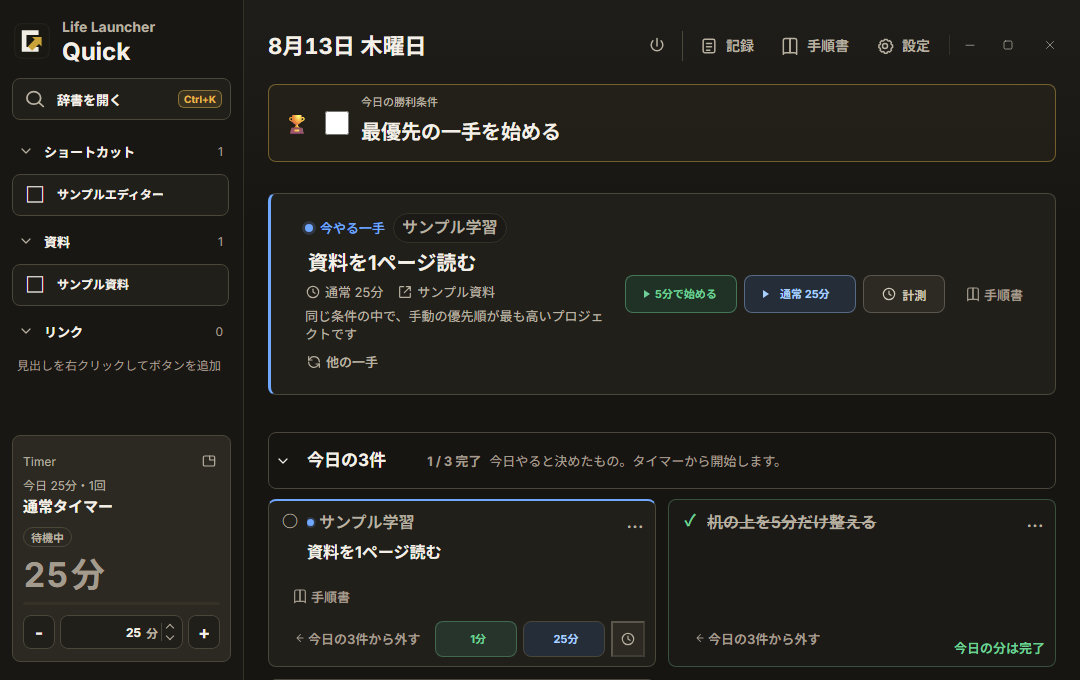 Life Launcher
Quick
辞書を開く Ctrl+K
ショートカット 1
サンプルエディター
資料 1
サンプル資料
リンク 0
見出しを右クリックしてボタンを追加
Timer
今日 25分・1回
通常タイマー
待機中
25分
- 25 分 +
8月13日 木曜日
記録 手順書 設定
今日の勝利条件
最優先の一手を始める
今やる一手 サンプル学習
資料を1ページ読む
通常 25分 サンプル資料
同じ条件の中で、手動の優先順が最も高いプロジェ
クトです
他の一手
5分で始める 通常 25分 計測 手順書
今日の3件 1 / 3 完了 今日やると決めたもの。タイマーから開始します。
サンプル学習 ...
資料を1ページ読む
手順書
←今日の3件から外す 1分 25分
✓ 机の上を5分だけ整える ...
←今日の3件から外す
今日の分は完了